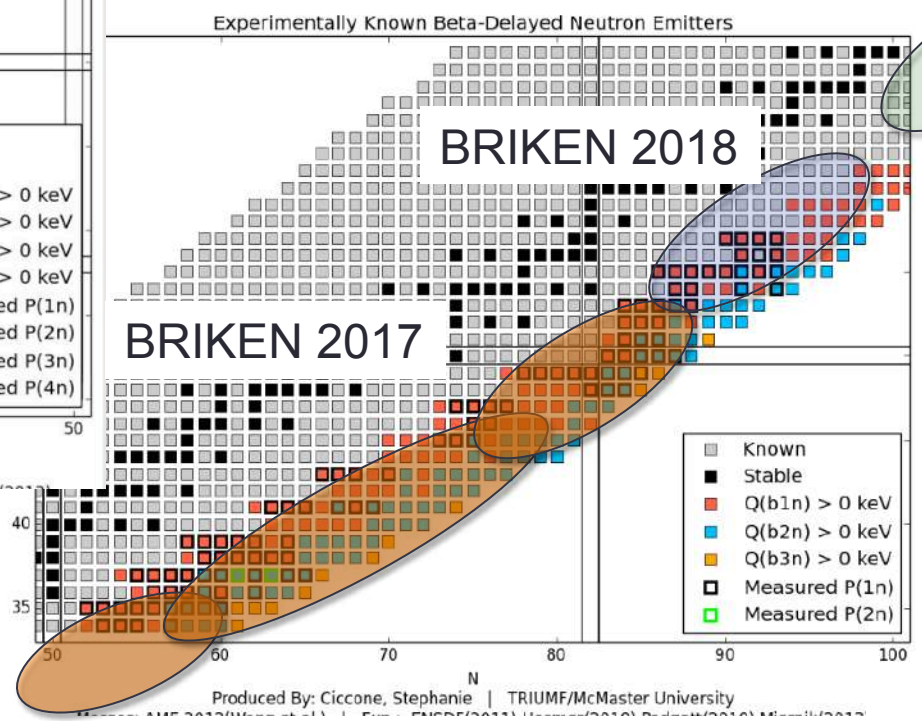 Experimentally Known Beta-Delayed Neutron Emitters
BRIKEN 2018
> 0 keV
> 0 keV
> 0 keV
> 0 keV
ed P(1n)
ed P(2n)
ed P(3n)
ed P(4n)
50
BRIKEN 2017
Known
Stable
Q(b1n) > 0 keV
Q(b2n) > 0 keV
Q(b3n) > 0 keV
Measured P(1n)
Measured P(2n)
40
35
50 60 70 80 90 100
N
Produced By: Ciccone, Stephanie | TRIUMF/McMaster University